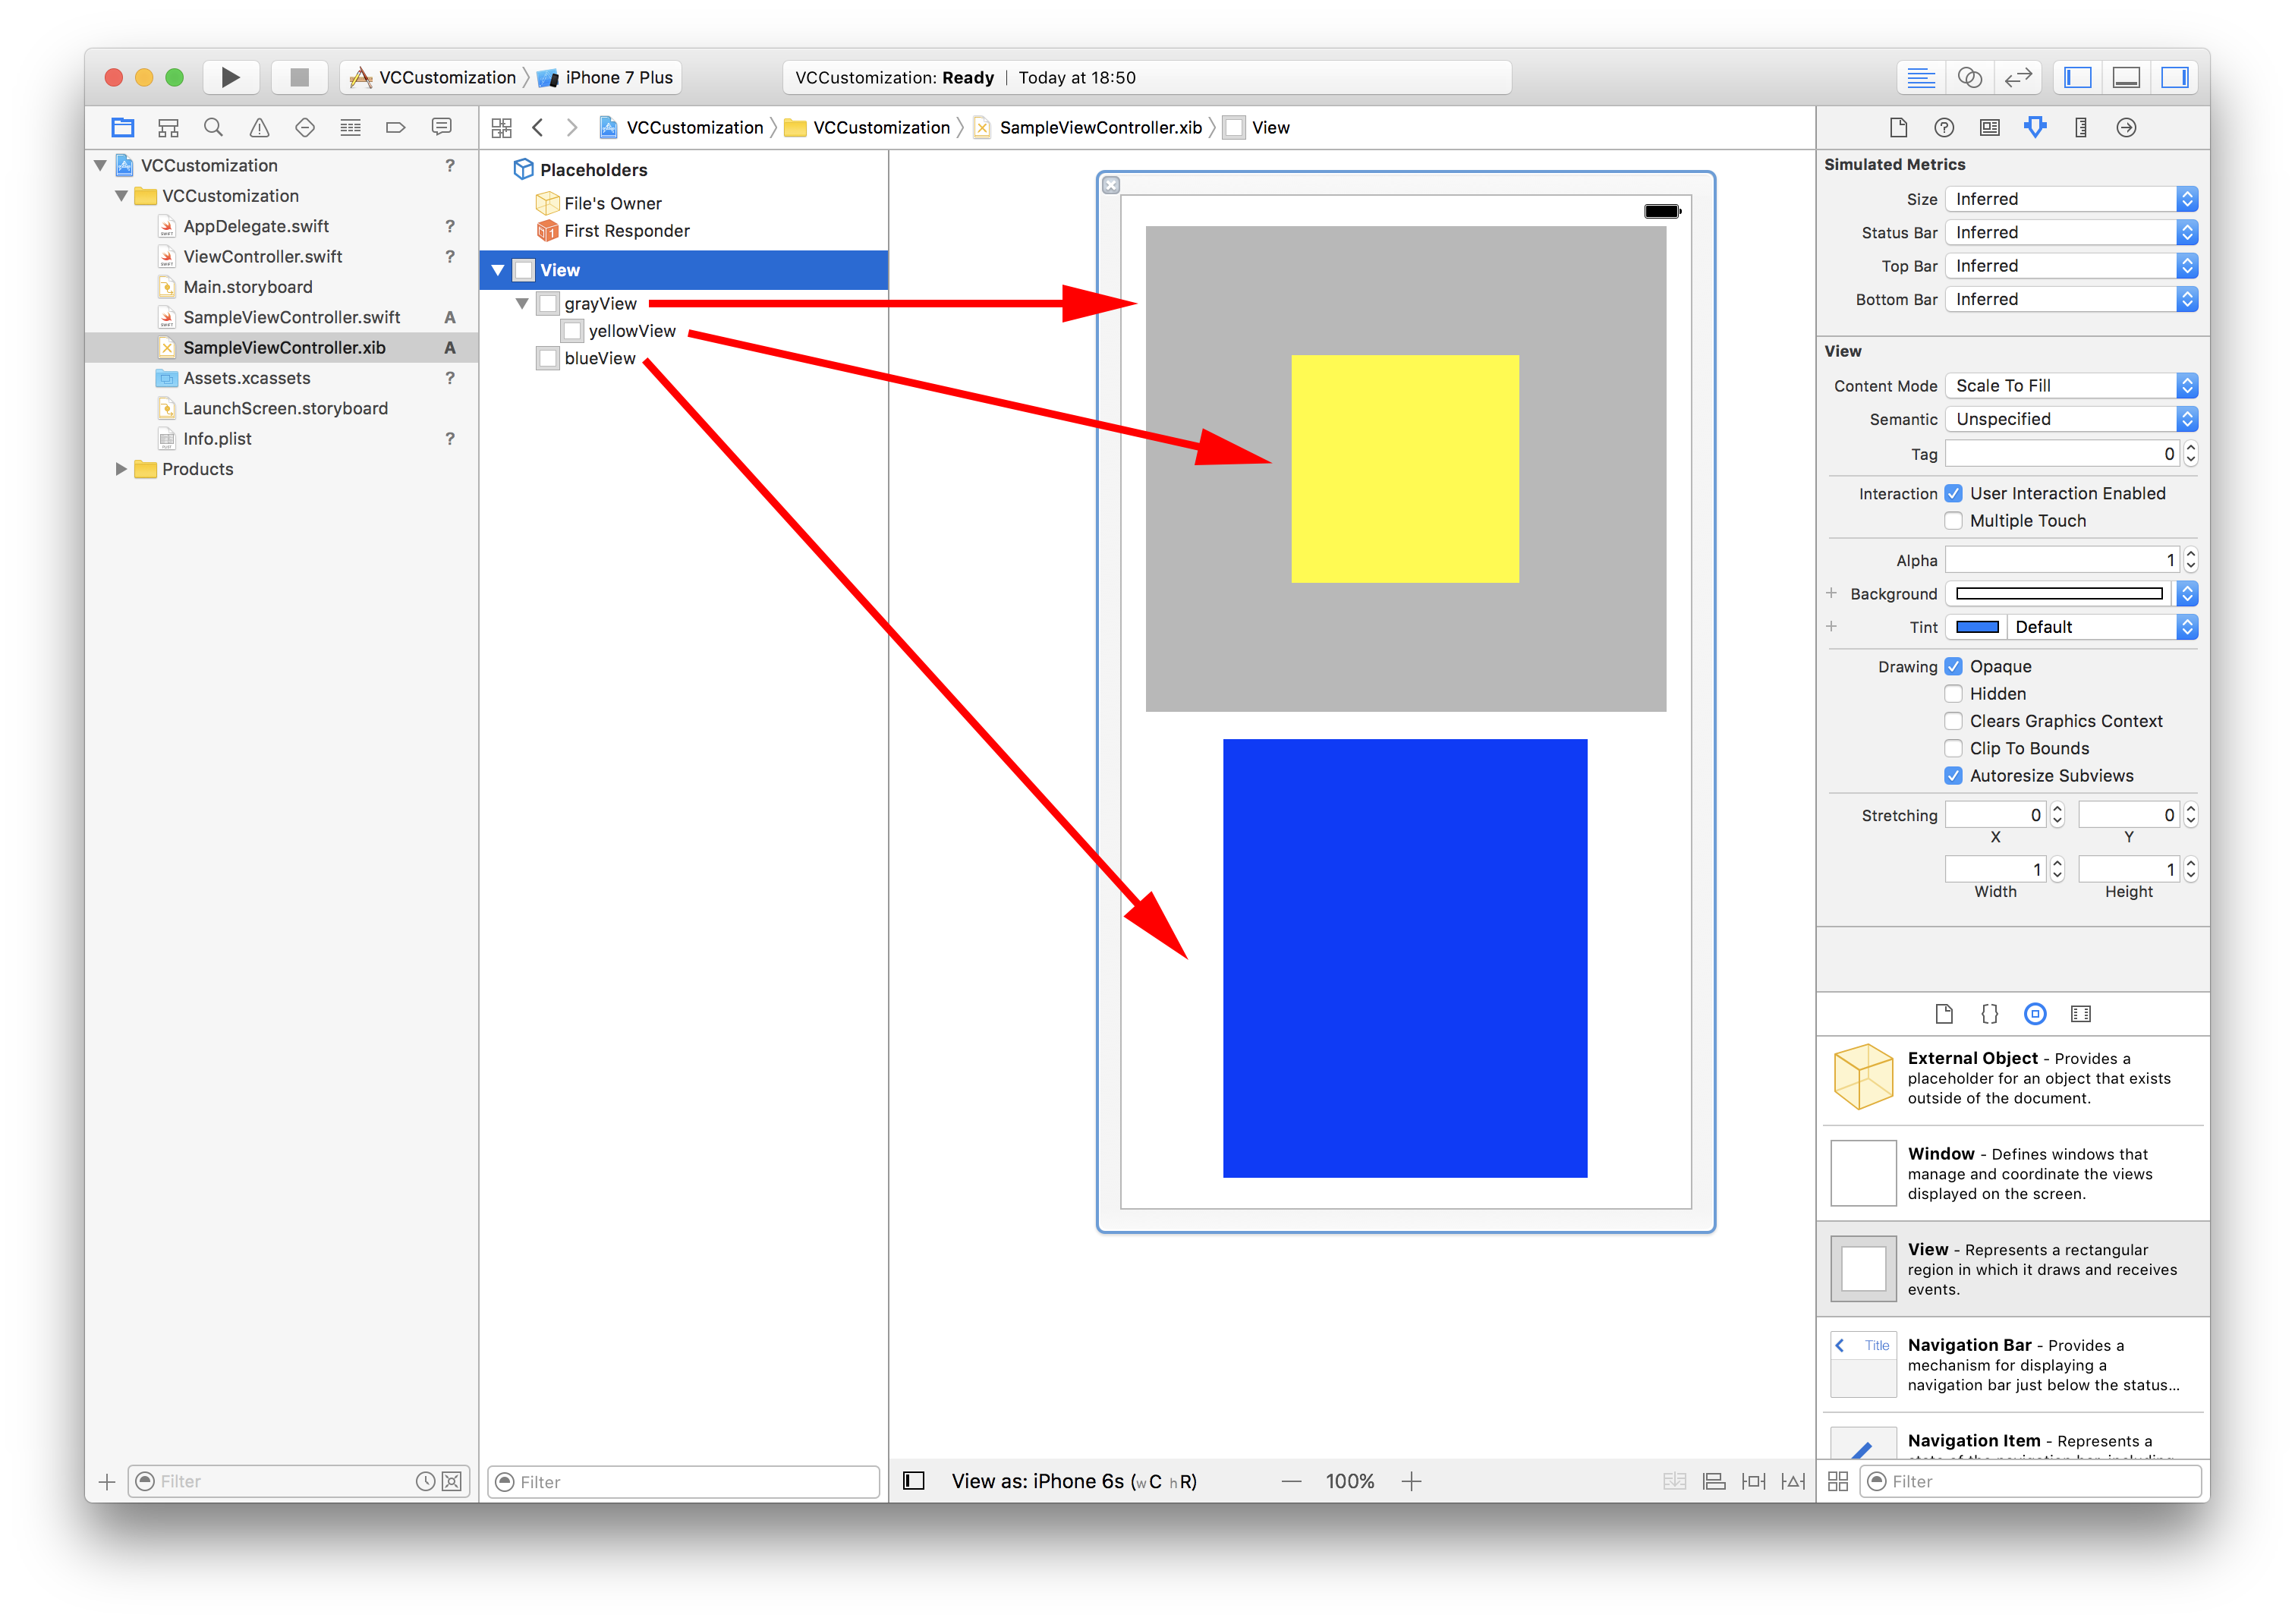 VCCustomization
iPhone 7 Plus
VCCustomization: Ready | Today at 18:50
VCCustomization
VCCustomization
SampleViewController.xib
View
VCCustomization ?
VCCustomization
AppDelegate.swift ?
ViewController.swift ?
Main.storyboard
SampleViewController.swift A
SampleViewController.xib A
Assets.xcassets ?
LaunchScreen.storyboard
Info.plist ?
Products
Filter
Placeholders
File's Owner
First Responder
View
grayView
yellowView
blueView
Filter
View as: iPhone 6s (wC hR)
100%
Simulated Metrics
Size Inferred
Status Bar Inferred
Top Bar Inferred
Bottom Bar Inferred
View
Content Mode Scale To Fill
Semantic Unspecified
Tag 0
Interaction User Interaction Enabled
Multiple Touch
Alpha 1
+ Background
+ Tint Default
Drawing Opaque
Hidden
Clears Graphics Context
Clip To Bounds
Autoresize Subviews
Stretching 0 0
X Y
1 1
Width Height
External Object - Provides a
placeholder for an object that exists
outside of the document.
Window - Defines windows that
manage and coordinate the views
displayed on the screen.
View - Represents a rectangular
region in which it draws and receives
events.
Title
Navigation Bar - Provides a
mechanism for displaying a
navigation bar just below the status...
Navigation Item - Represents a
Filter